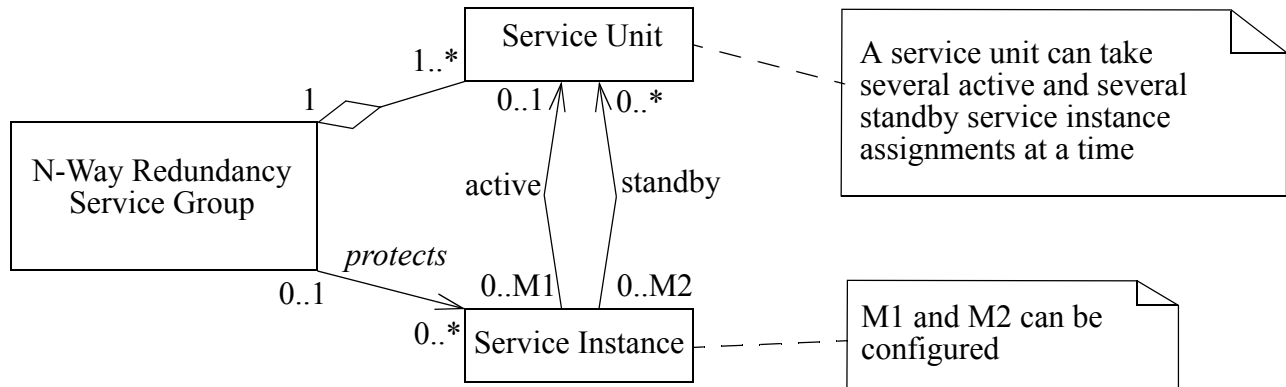 Service Unit
A service unit can take
several active and several
standby service instance
assignments at a time
1..*
1
0..1
0..*
N-Way Redundancy
Service Group
active
standby
protects
0..1
0..M1
0..M2
0..*
Service Instance
M1 and M2 can be
configured